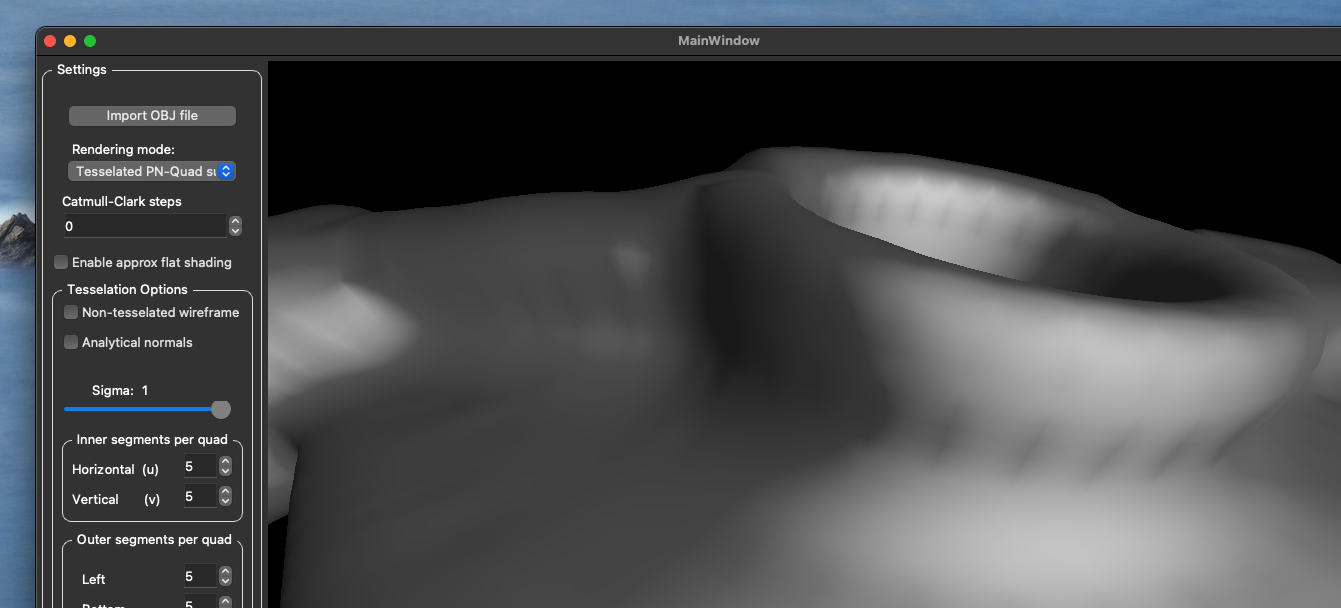 MainWindow
Settings
Import OBJ file
Rendering mode:
Tesselated PN-Quad su
Catmull-Clark steps
0
Enable approx flat shading
Tesselation Options
Non-tesselated wireframe
Analytical normals
Sigma: 1
Inner segments per quad
Horizontal (u) 5
Vertical (v) 5
Outer segments per quad
Left 5
Bottom 5